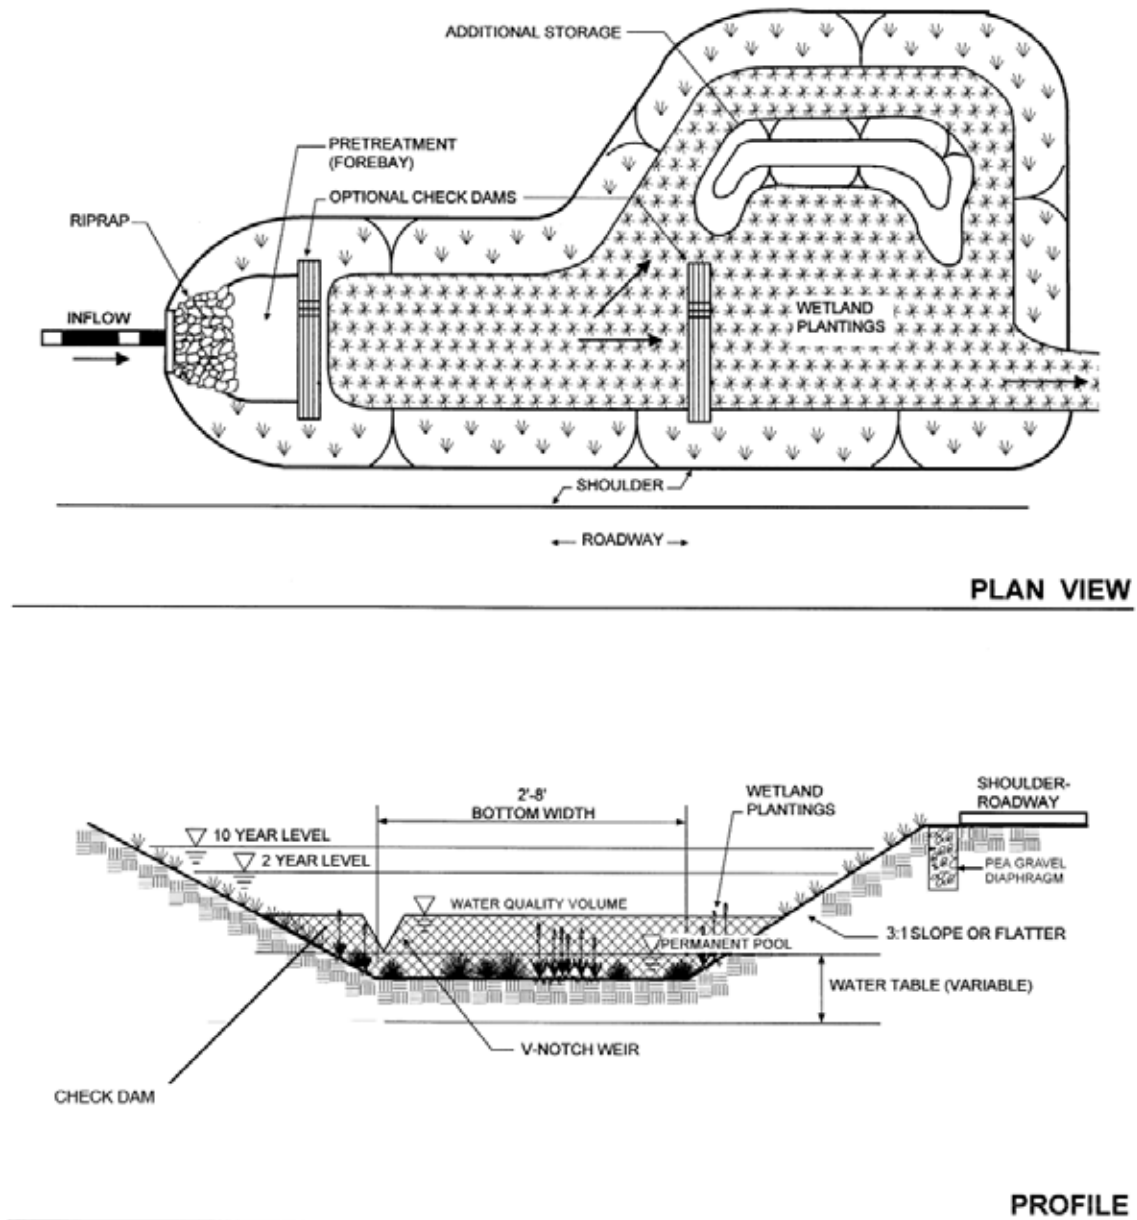 ADDITIONAL STORAGE
PRETREATMENT
(FOREBAY)
OPTIONAL CHECK DAMS
RIPRAP
INFLOW
WETLAND
PLANTINGS
SHOULDER
ROADWAY
PLAN VIEW
2'-8'
BOTTOM WIDTH
WETLAND
PLANTINGS
SHOULDER-
ROADWAY
10 YEAR LEVEL
2 YEAR LEVEL
PEA GRAVEL
DIAPHRAGM
WATER QUALITY VOLUME
3:1 SLOPE OR FLATTER
PERMANENT POOL
WATER TABLE (VARIABLE)
V-NOTCH WEIR
CHECK DAM
PROFILE